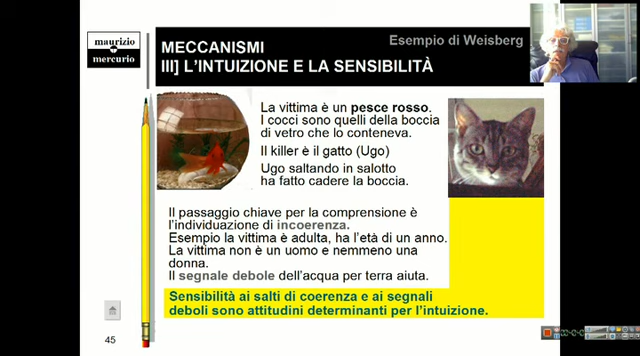 maurizio
mercurio
MECCANISMI
Esempio di Weisberg
III] L'INTUIZIONE E LA SENSIBILITÀ
La vittima è un pesce rosso.
I cocci sono quelli della boccia
di vetro che lo conteneva.
Il killer è il gatto (Ugo)
Ugo saltando in salotto
ha fatto cadere la boccia.
Il passaggio chiave per la comprensione è
l'individuazione di incoerenza.
Esempio la vittima è adulta, ha l'età di un anno.
La vittima non è un uomo e nemmeno una
donna.
Il segnale debole dell'acqua per terra aiuta.
Sensibilità ai salti di coerenza e ai segnali
deboli sono attitudini determinanti per l'intuizione.
45